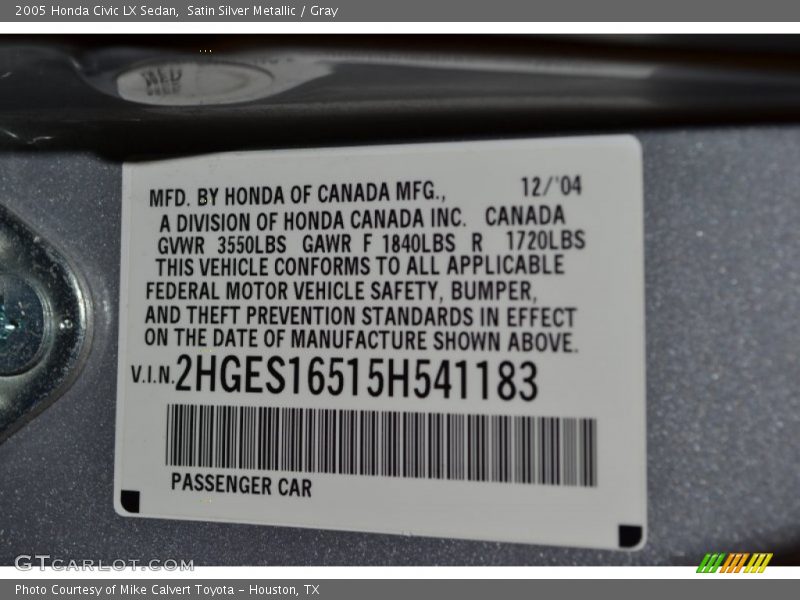 2005 Honda Civic LX Sedan, Satin Silver Metallic / Gray
MFD. BY HONDA OF CANADA MFG., 12/'04
A DIVISION OF HONDA CANADA INC. CANADA
GVWR 3550LBS GAWR F 1840LBS R 1720LBS
THIS VEHICLE CONFORMS TO ALL APPLICABLE
FEDERAL MOTOR VEHICLE SAFETY, BUMPER,
AND THEFT PREVENTION STANDARDS IN EFFECT
ON THE DATE OF MANUFACTURE SHOWN ABOVE.
V.I.N. 2HGES16515H541183
PASSENGER CAR
GTCARLOT.COM
Photo Courtesy of Mike Calvert Toyota - Houston, TX